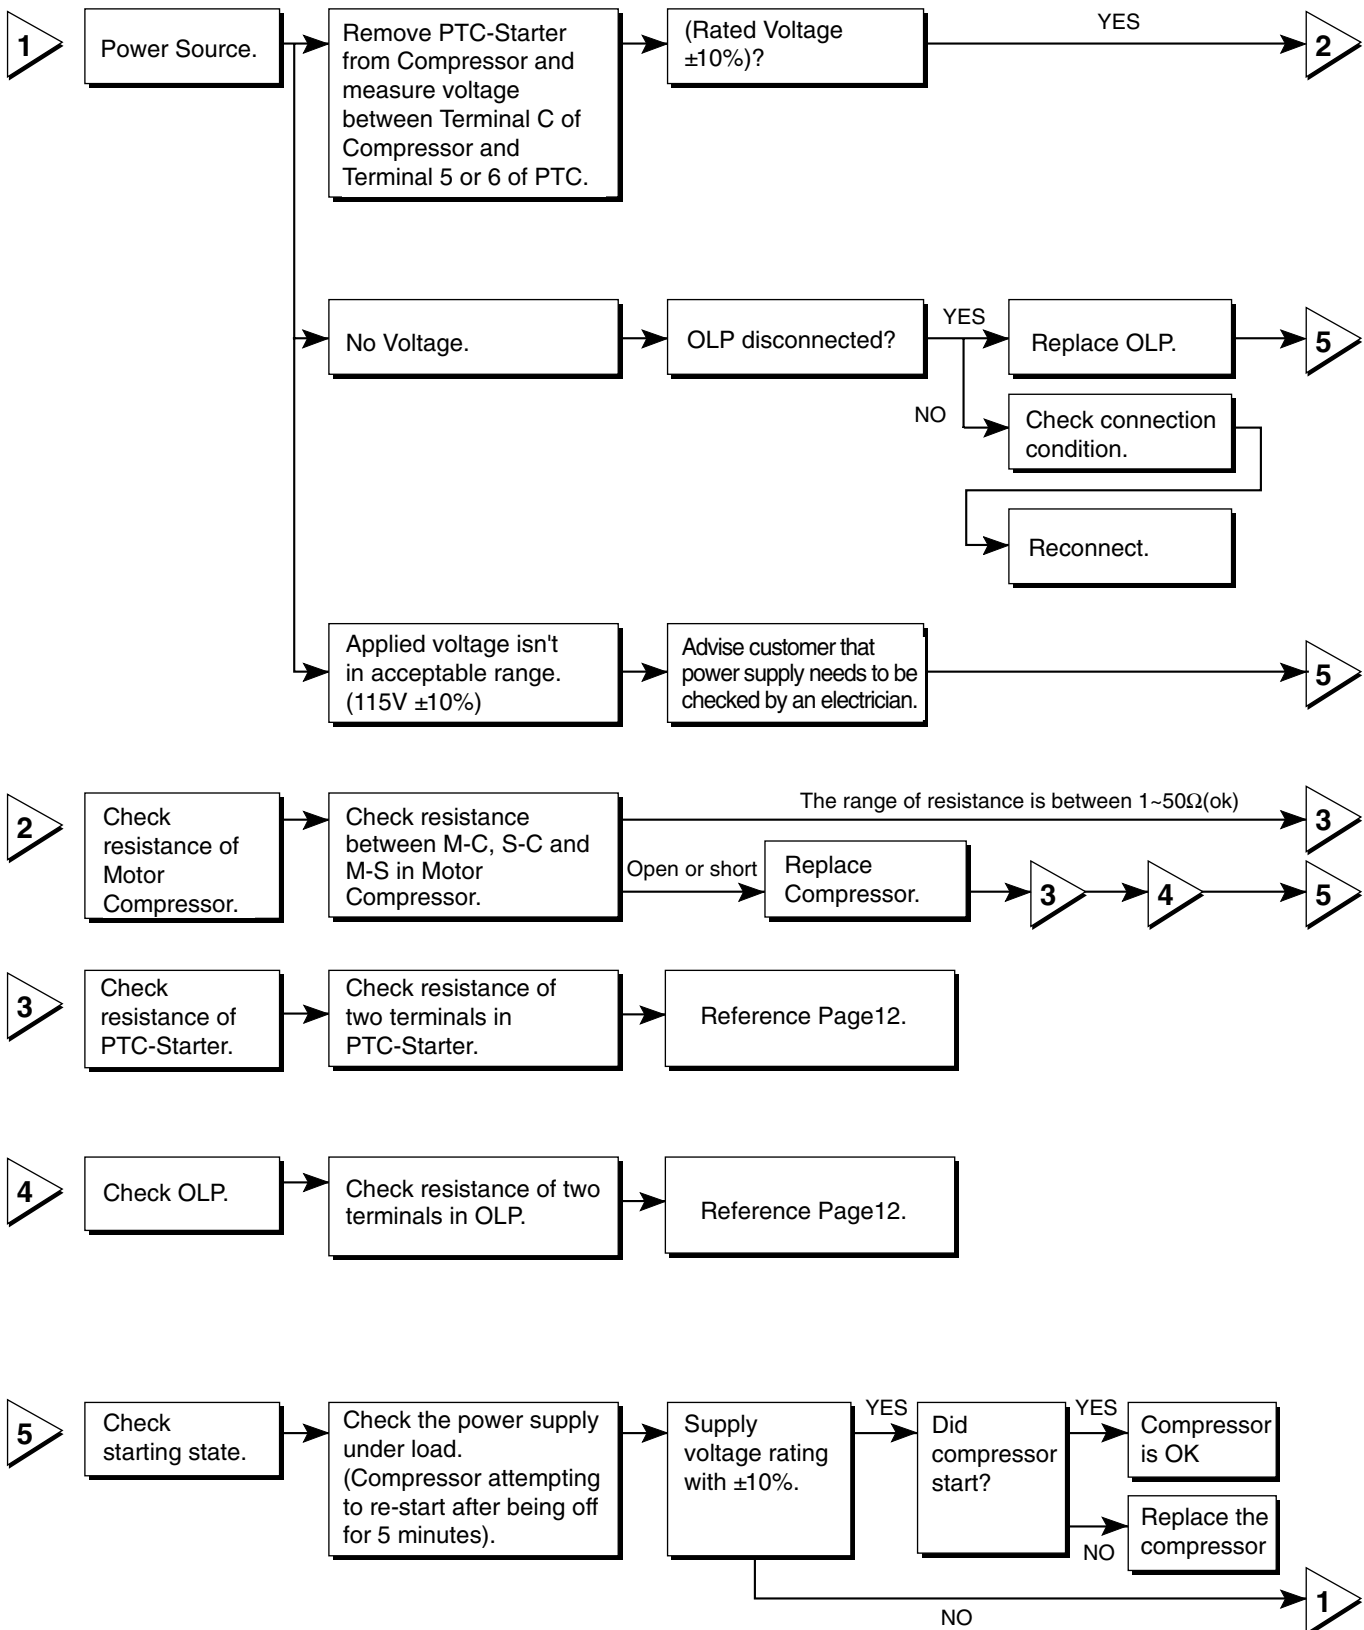 1
Power Source.
Remove PTC-Starter
from Compressor and
measure voltage
between Terminal C of
Compressor and
Terminal 5 or 6 of PTC.
(Rated Voltage
±10%)?
YES
2
No Voltage.
OLP disconnected?
YES
Replace OLP.
5
NO
Check connection
condition.
Reconnect.
Applied voltage isn't
in acceptable range.
(115V ±10%)
Advise customer that
power supply needs to be
checked by an electrician.
5
2
Check
resistance of
Motor
Compressor.
Check resistance
between M-C, S-C and
M-S in Motor
Compressor.
The range of resistance is between 1~50Ω(ok)
3
Open or short
Replace
Compressor.
3
4
5
3
Check
resistance of
PTC-Starter.
Check resistance of
two terminals in
PTC-Starter.
Reference Page12.
4
Check OLP.
Check resistance of two
terminals in OLP.
Reference Page12.
5
Check
starting state.
Check the power supply
under load.
(Compressor attempting
to re-start after being off
for 5 minutes).
Supply
voltage rating
with ±10%.
YES
Did
compressor
start?
YES
Compressor
is OK
NO
Replace the
compressor
NO
1